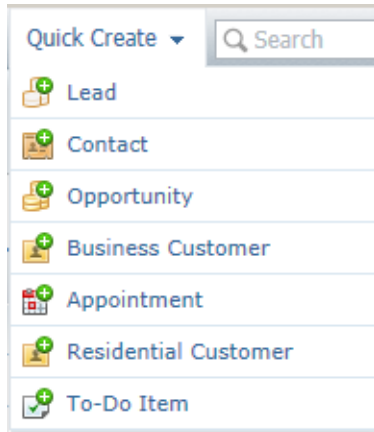 Quick Create Search
Lead
Contact
Opportunity
Business Customer
Appointment
Residential Customer
To-Do Item